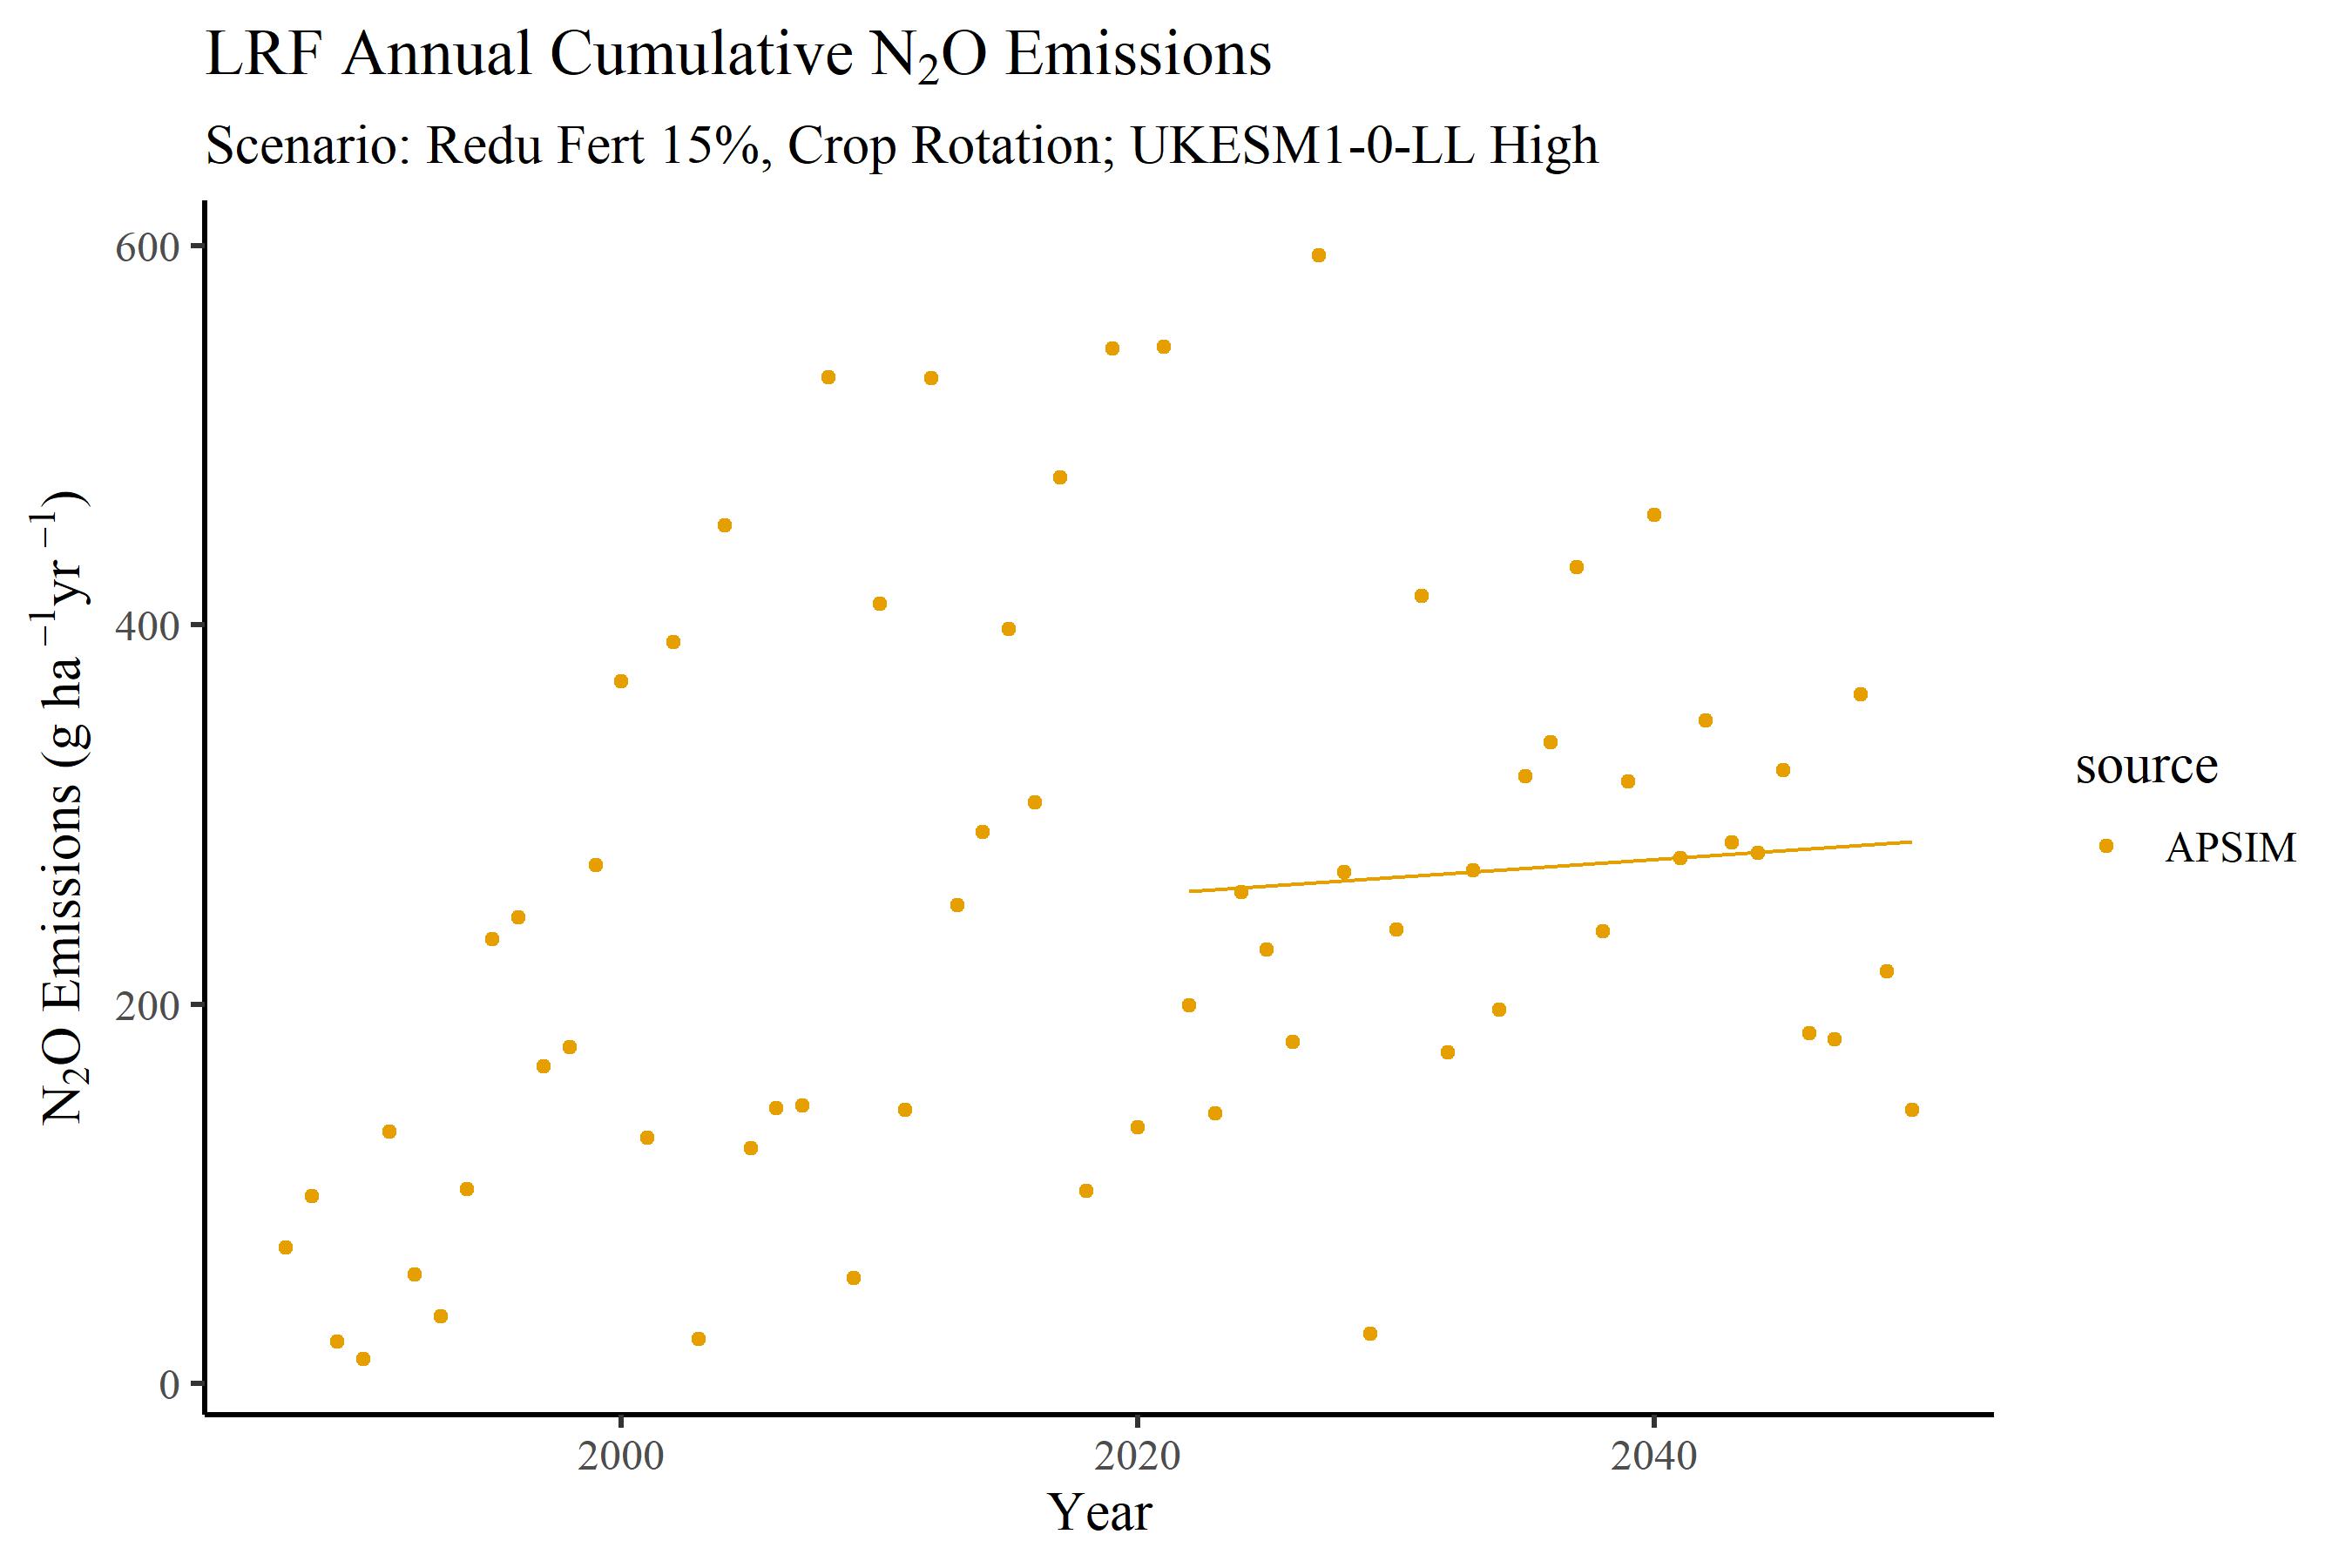 LRF Annual Cumulative N₂O Emissions
Scenario: Redu Fert 15%, Crop Rotation; UKESM1-0-LL High
N₂O Emissions (g ha ⁻¹yr ⁻¹)
600
400
200
0
2000
2020
2040
Year
source
APSIM